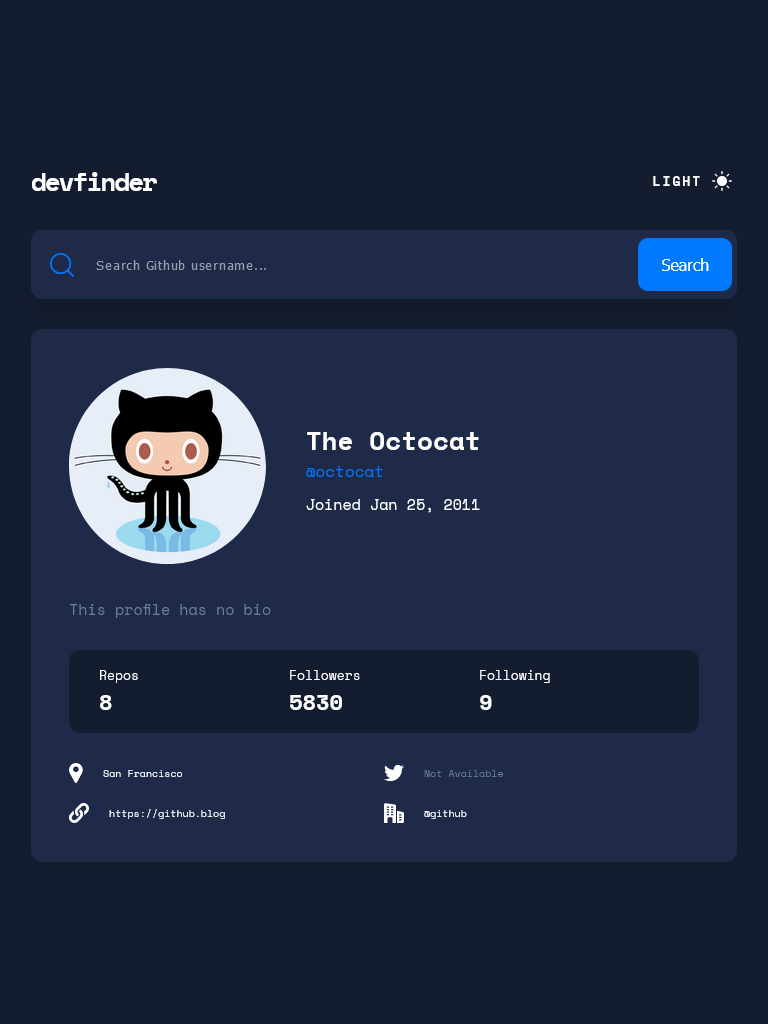 devfinder
LIGHT
Search Github username...
Search
The Octocat
@octocat
Joined Jan 25, 2011
This profile has no bio
Repos Followers Following
8 5830 9
San Francisco Not Available
https://github.blog @github